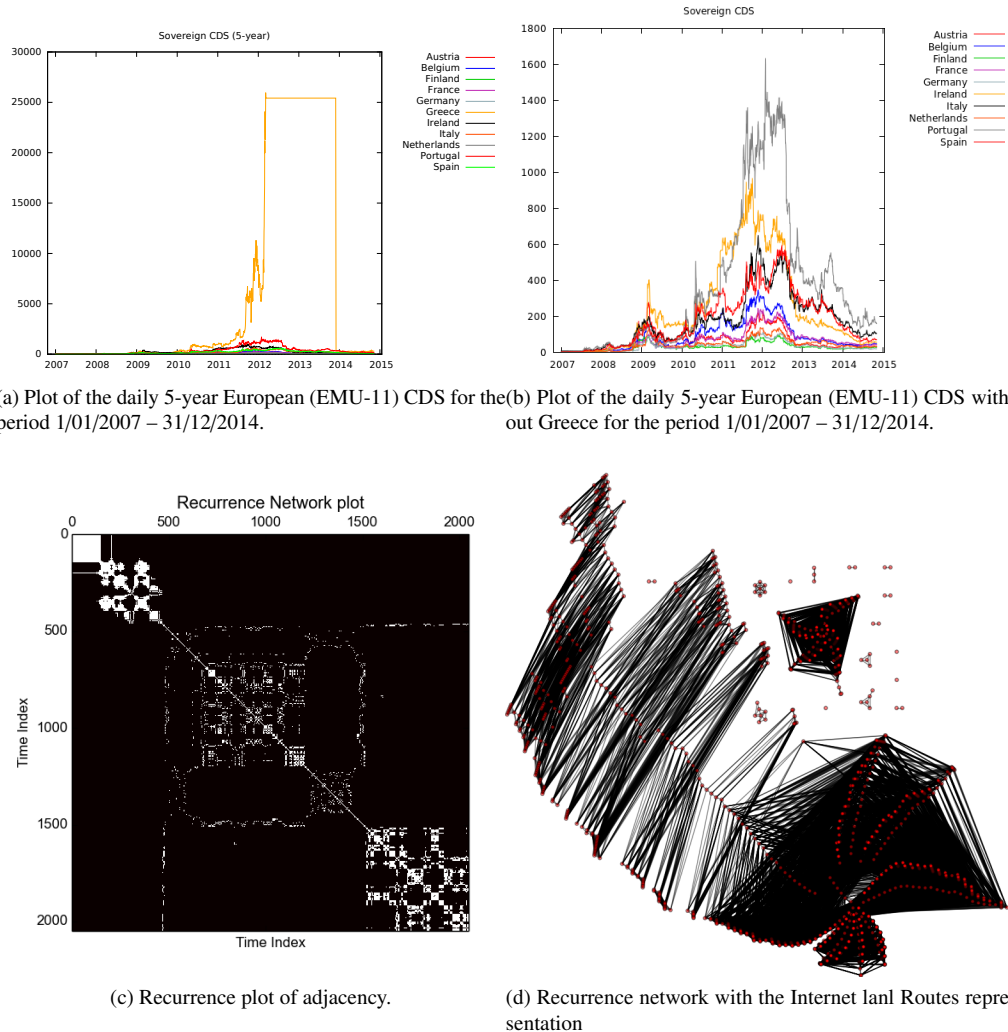 Sovereign CDS (5-year)
30000
25000
20000
15000
10000
5000
0
2007 2008 2009 2010 2011 2012 2013 2014 2015
Austria
Belgium
Finland
France
Germany
Greece
Ireland
Italy
Netherlands
Portugal
Spain
Sovereign CDS
1800
1600
1400
1200
1000
800
600
400
200
0
2007 2008 2009 2010 2011 2012 2013 2014 2015
Austria
Belgium
Finland
France
Germany
Ireland
Italy
Netherlands
Portugal
Spain
(a) Plot of the daily 5-year European (EMU-11) CDS for the
period 1/01/2007 – 31/12/2014.
(b) Plot of the daily 5-year European (EMU-11) CDS with
out Greece for the period 1/01/2007 – 31/12/2014.
Recurrence Network plot
0 500 1000 1500 2000
0
500
1000
1500
2000
Time Index
Time Index
(c) Recurrence plot of adjacency.
(d) Recurrence network with the Internet lanl Routes repre
sentation